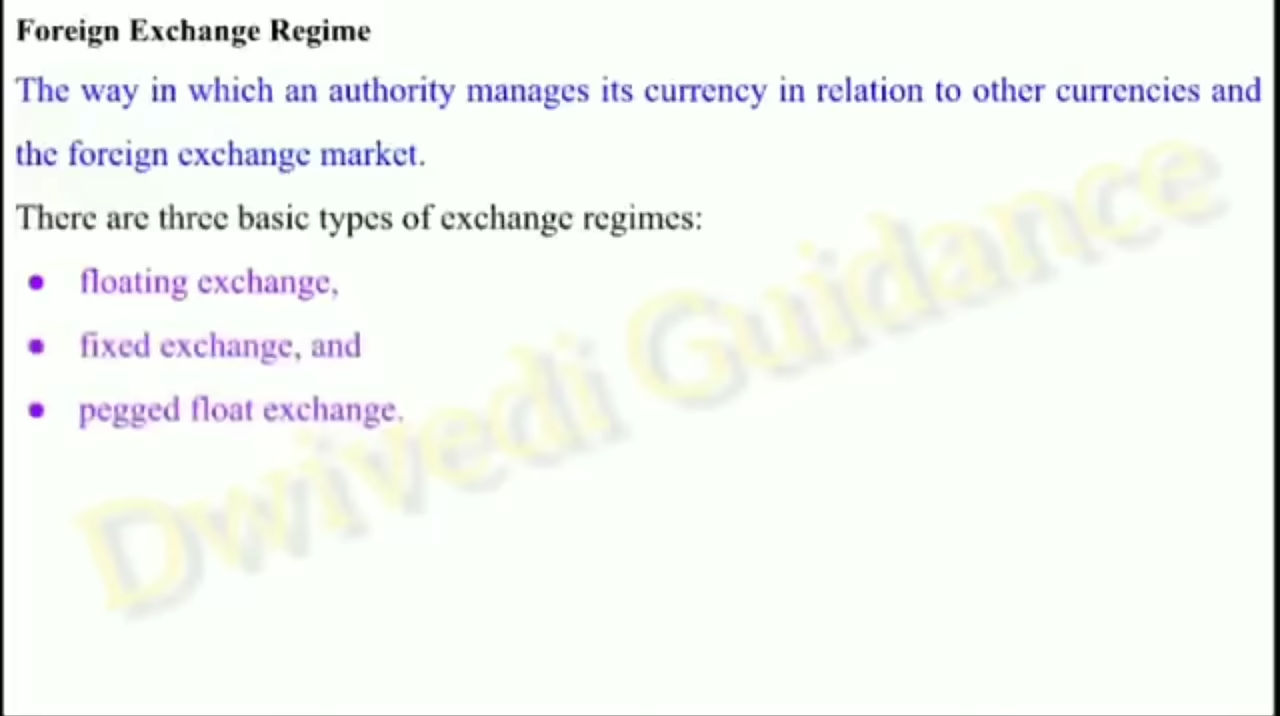 Foreign Exchange Regime
The way in which an authority manages its currency in relation to other currencies and
the foreign exchange market.
There are three basic types of exchange regimes:
● floating exchange,
● fixed exchange, and
● pegged float exchange.
Dwivedi Guidance